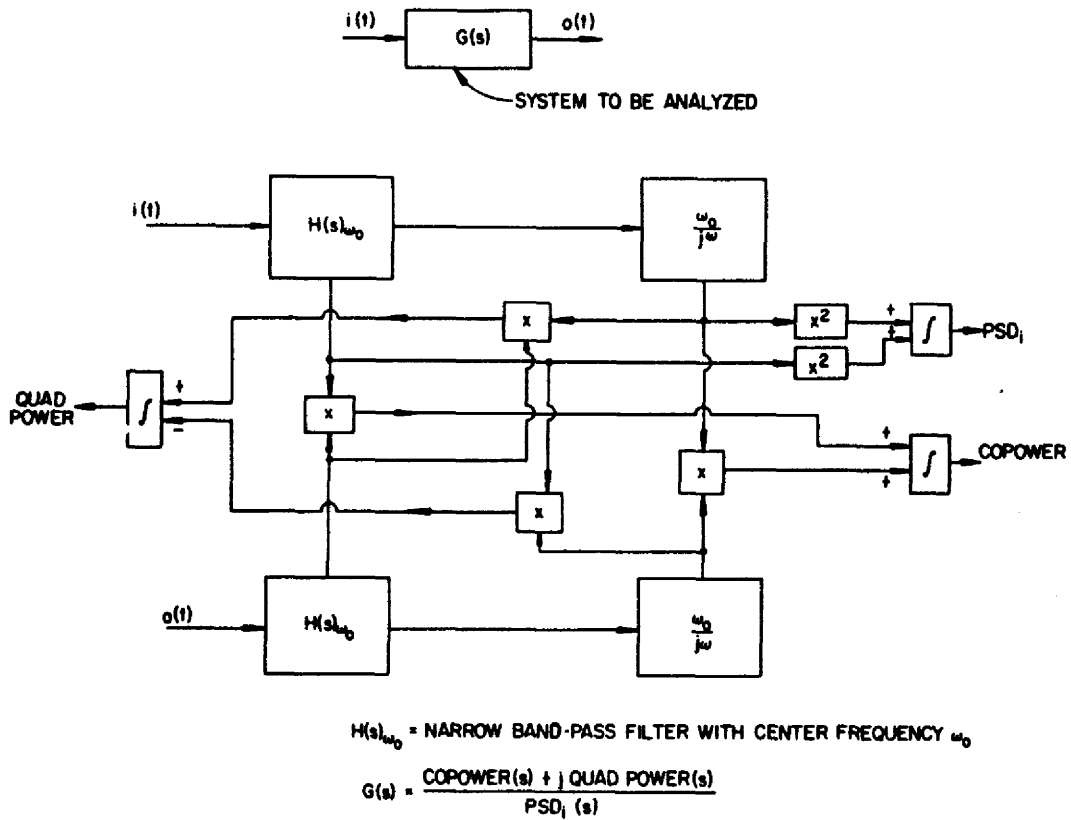 i(t)
G(s)
o(t)
SYSTEM TO BE ANALYZED
i(t)
H(s)ω₀
ω₀
jω
x
x²
+
+
∫
PSDᵢ
x²
QUAD
POWER
∫
+
−
x
x
+
+
∫
COPOWER
x
o(t)
H(s)ω₀
ω₀
jω
H(s)ω₀ = NARROW BAND-PASS FILTER WITH CENTER FREQUENCY ω₀
G(s) = COPOWER(s) + j QUAD POWER(s)
PSDᵢ (s)